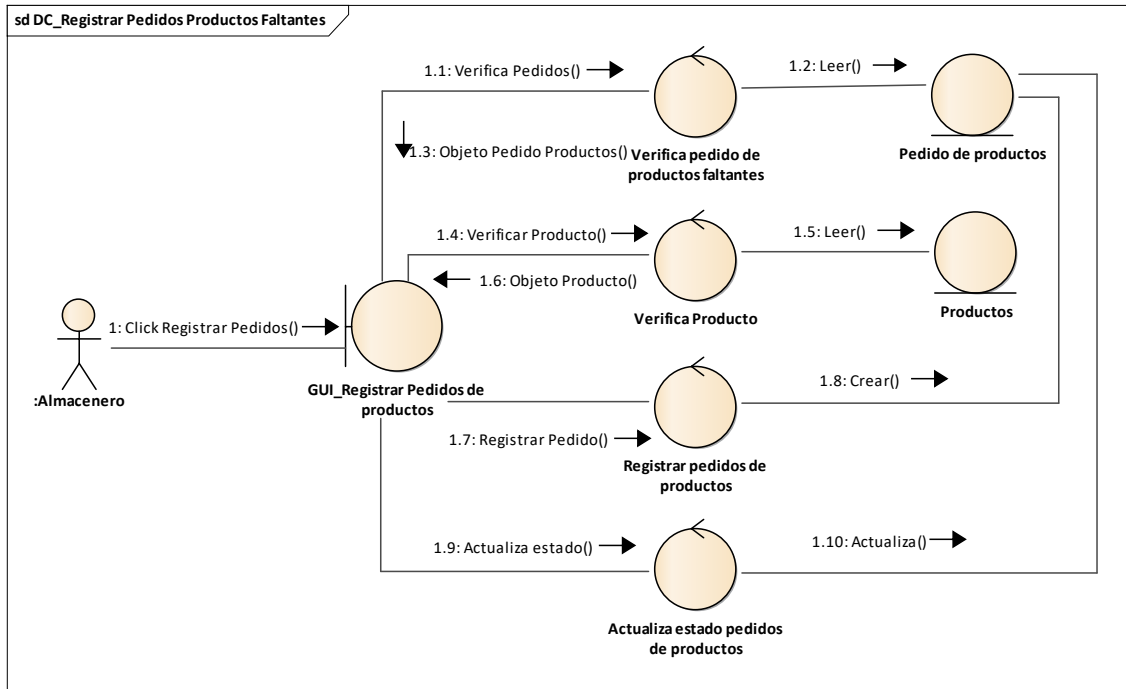 sd DC_Registrar Pedidos Productos Faltantes
1.1: Verifica Pedidos()
1.2: Leer()
1.3: Objeto Pedido Productos()
Verifica pedido de
productos faltantes
Pedido de productos
1.4: Verificar Producto()
1.5: Leer()
1.6: Objeto Producto()
Verifica Producto
Productos
1: Click Registrar Pedidos()
:Almacenero
GUI_Registrar Pedidos de
productos
1.8: Crear()
1.7: Registrar Pedido()
Registrar pedidos de
productos
1.9: Actualiza estado()
1.10: Actualiza()
Actualiza estado pedidos
de productos